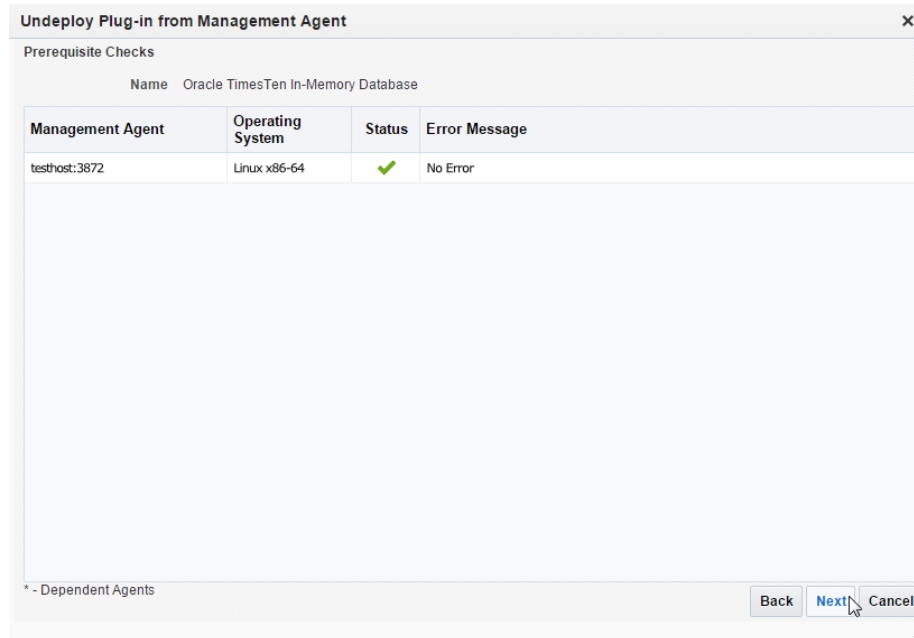 Undeploy Plug-in from Management Agent
Prerequisite Checks
Name Oracle TimesTen In-Memory Database
Management Agent Operating System Status Error Message
testhost:3872 Linux x86-64 No Error
* - Dependent Agents
Back Next Cancel